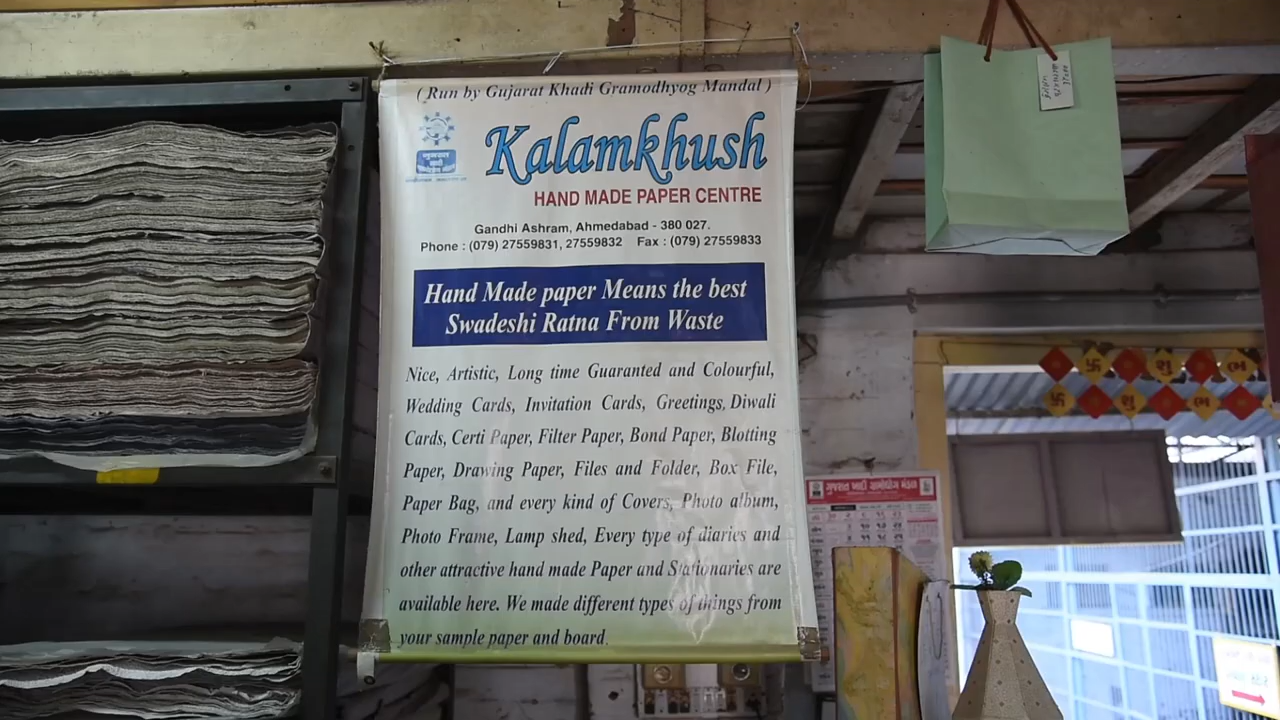 ( Run by Gujarat Khadi Gramodhyog Mandal )
Kalamkhush
HAND MADE PAPER CENTRE
Gandhi Ashram, Ahmedabad - 380 027.
Phone : (079) 27559831, 27559832 Fax : (079) 27559833
Hand Made paper Means the best
Swadeshi Ratna From Waste
Nice, Artistic, Long time Guaranted and Colourful,
Wedding Cards, Invitation Cards, Greetings, Diwali
Cards, Certi Paper, Filter Paper, Bond Paper, Blotting
Paper, Drawing Paper, Files and Folder, Box File,
Paper Bag, and every kind of Covers, Photo album,
Photo Frame, Lamp shed, Every type of diaries and
other attractive hand made Paper and Stationaries are
available here. We made different types of things from
your sample paper and board.
ગુજરાત ખાદી ગ્રામોદ્યોગ મંડળ
卐 શુ ભ
卐 શુ ભ